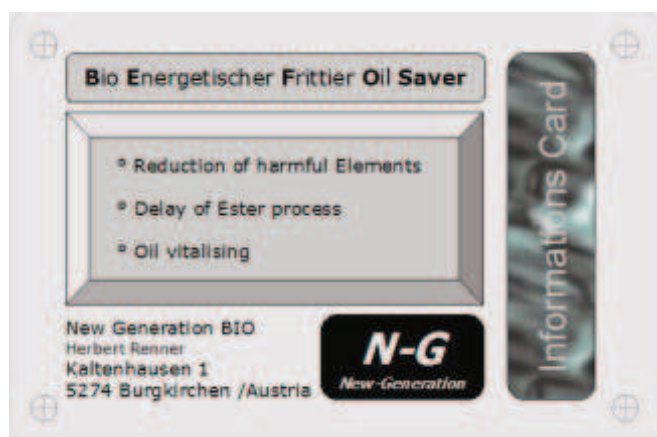 Bio Energetischer Frittier Oil Saver
° Reduction of harmful Elements
° Delay of Ester process
° Oil vitalising
New Generation BIO
Herbert Renner
Kaltenhausen 1
5274 Burgkirchen /Austria
N-G
New-Generation
Informations Card